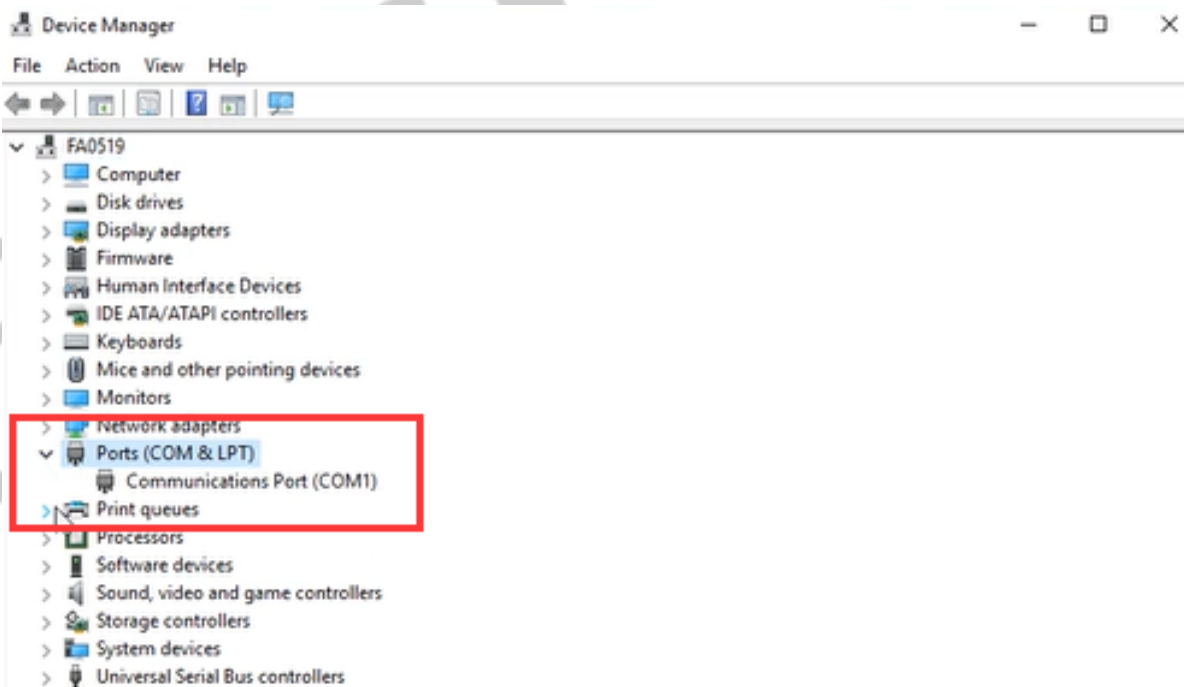 Device Manager
File Action View Help
FA0519
Computer
Disk drives
Display adapters
Firmware
Human Interface Devices
IDE ATA/ATAPI controllers
Keyboards
Mice and other pointing devices
Monitors
Network adapters
Ports (COM & LPT)
Communications Port (COM1)
Print queues
Processors
Software devices
Sound, video and game controllers
Storage controllers
System devices
Universal Serial Bus controllers